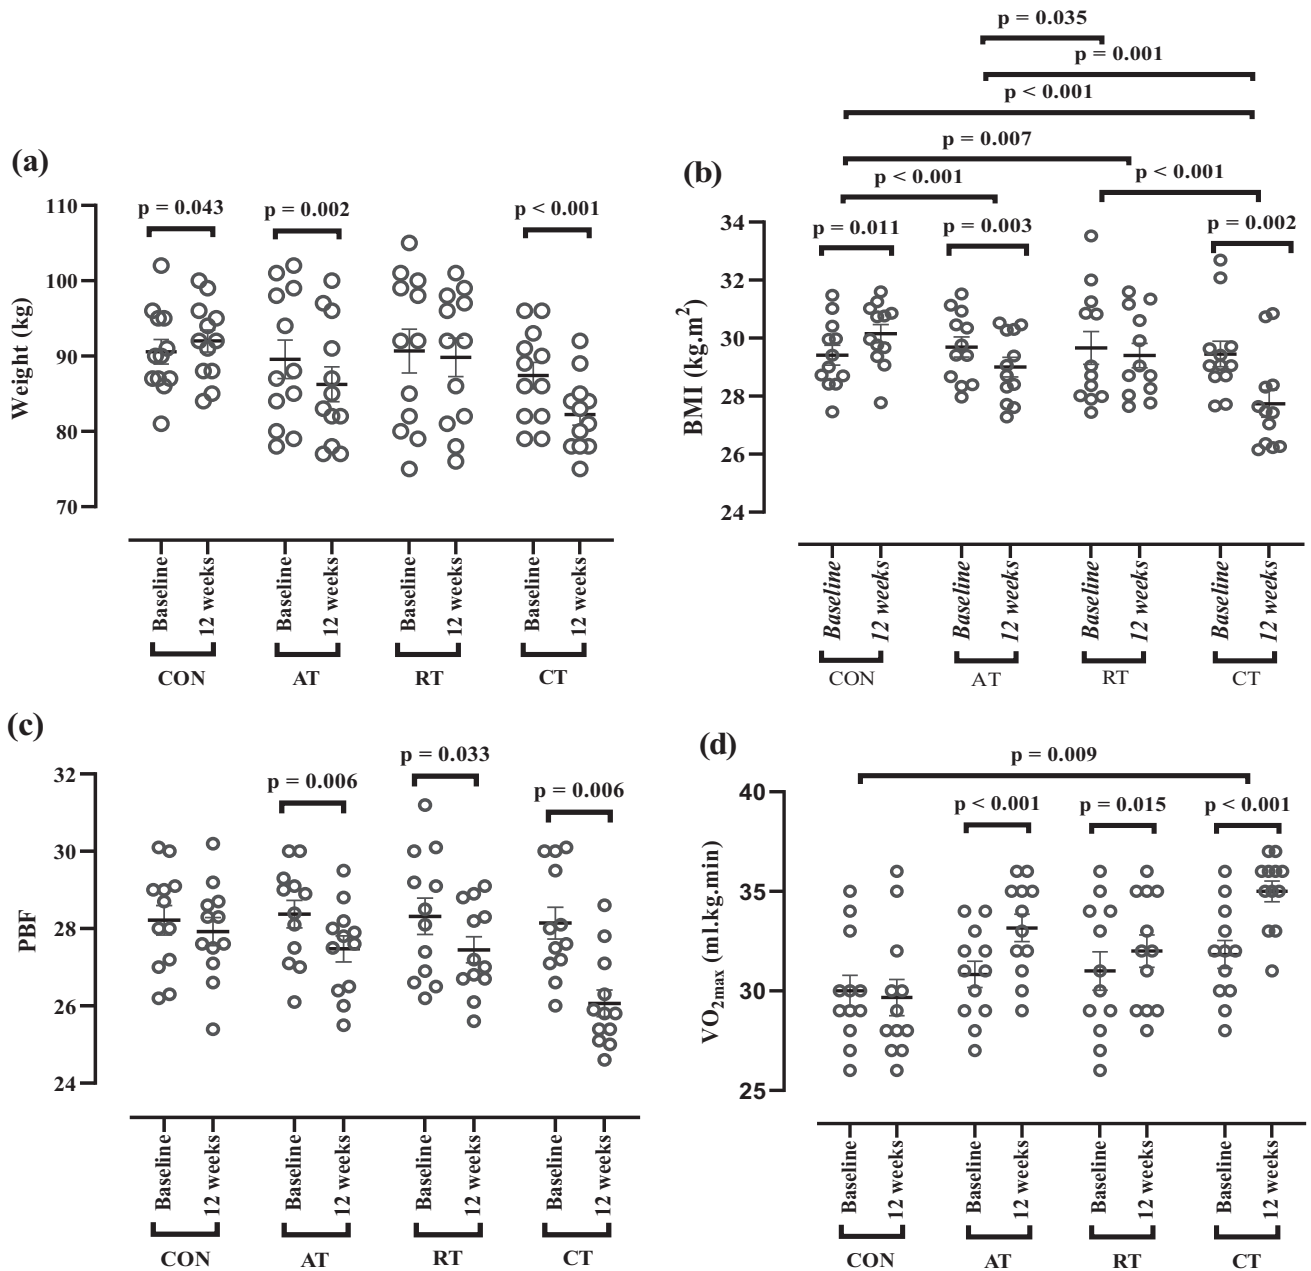 (a)
p = 0.043
p = 0.002
p < 0.001
Weight (kg)
110
100
90
80
70
Baseline
12 weeks
Baseline
12 weeks
Baseline
12 weeks
Baseline
12 weeks
CON
AT
RT
CT
(b)
p = 0.035
p = 0.001
p < 0.001
p = 0.007
p < 0.001
p < 0.001
p = 0.011
p = 0.003
p = 0.002
BMI (kg.m²)
34
32
30
28
26
24
Baseline
12 weeks
Baseline
12 weeks
Baseline
12 weeks
Baseline
12 weeks
CON
AT
RT
CT
(c)
p = 0.006
p = 0.033
p = 0.006
PBF
32
30
28
26
24
Baseline
12 weeks
Baseline
12 weeks
Baseline
12 weeks
Baseline
12 weeks
CON
AT
RT
CT
(d)
p = 0.009
p < 0.001
p = 0.015
p < 0.001
VO2max (ml.kg.min)
40
35
30
25
Baseline
12 weeks
Baseline
12 weeks
Baseline
12 weeks
Baseline
12 weeks
CON
AT
RT
CT